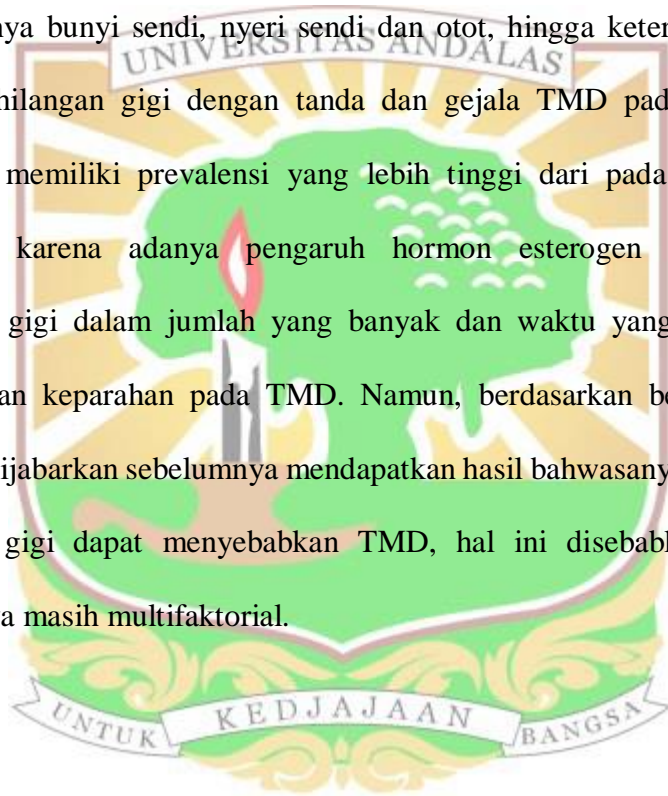 nya bunyi sendi, nyeri sendi dan otot, hingga keter
UNIVERSITAS ANDALAS
hilangan gigi dengan tanda dan gejala TMD pad
memiliki prevalensi yang lebih tinggi dari pada
karena adanya pengaruh hormon esterogen
gigi dalam jumlah yang banyak dan waktu yang
an keparahan pada TMD. Namun, berdasarkan be
ijabarkan sebelumnya mendapatkan hasil bahwasany
gigi dapat menyebabkan TMD, hal ini disebabk
a masih multifaktorial.
UNTUK KEDJAJAAN BANGSA